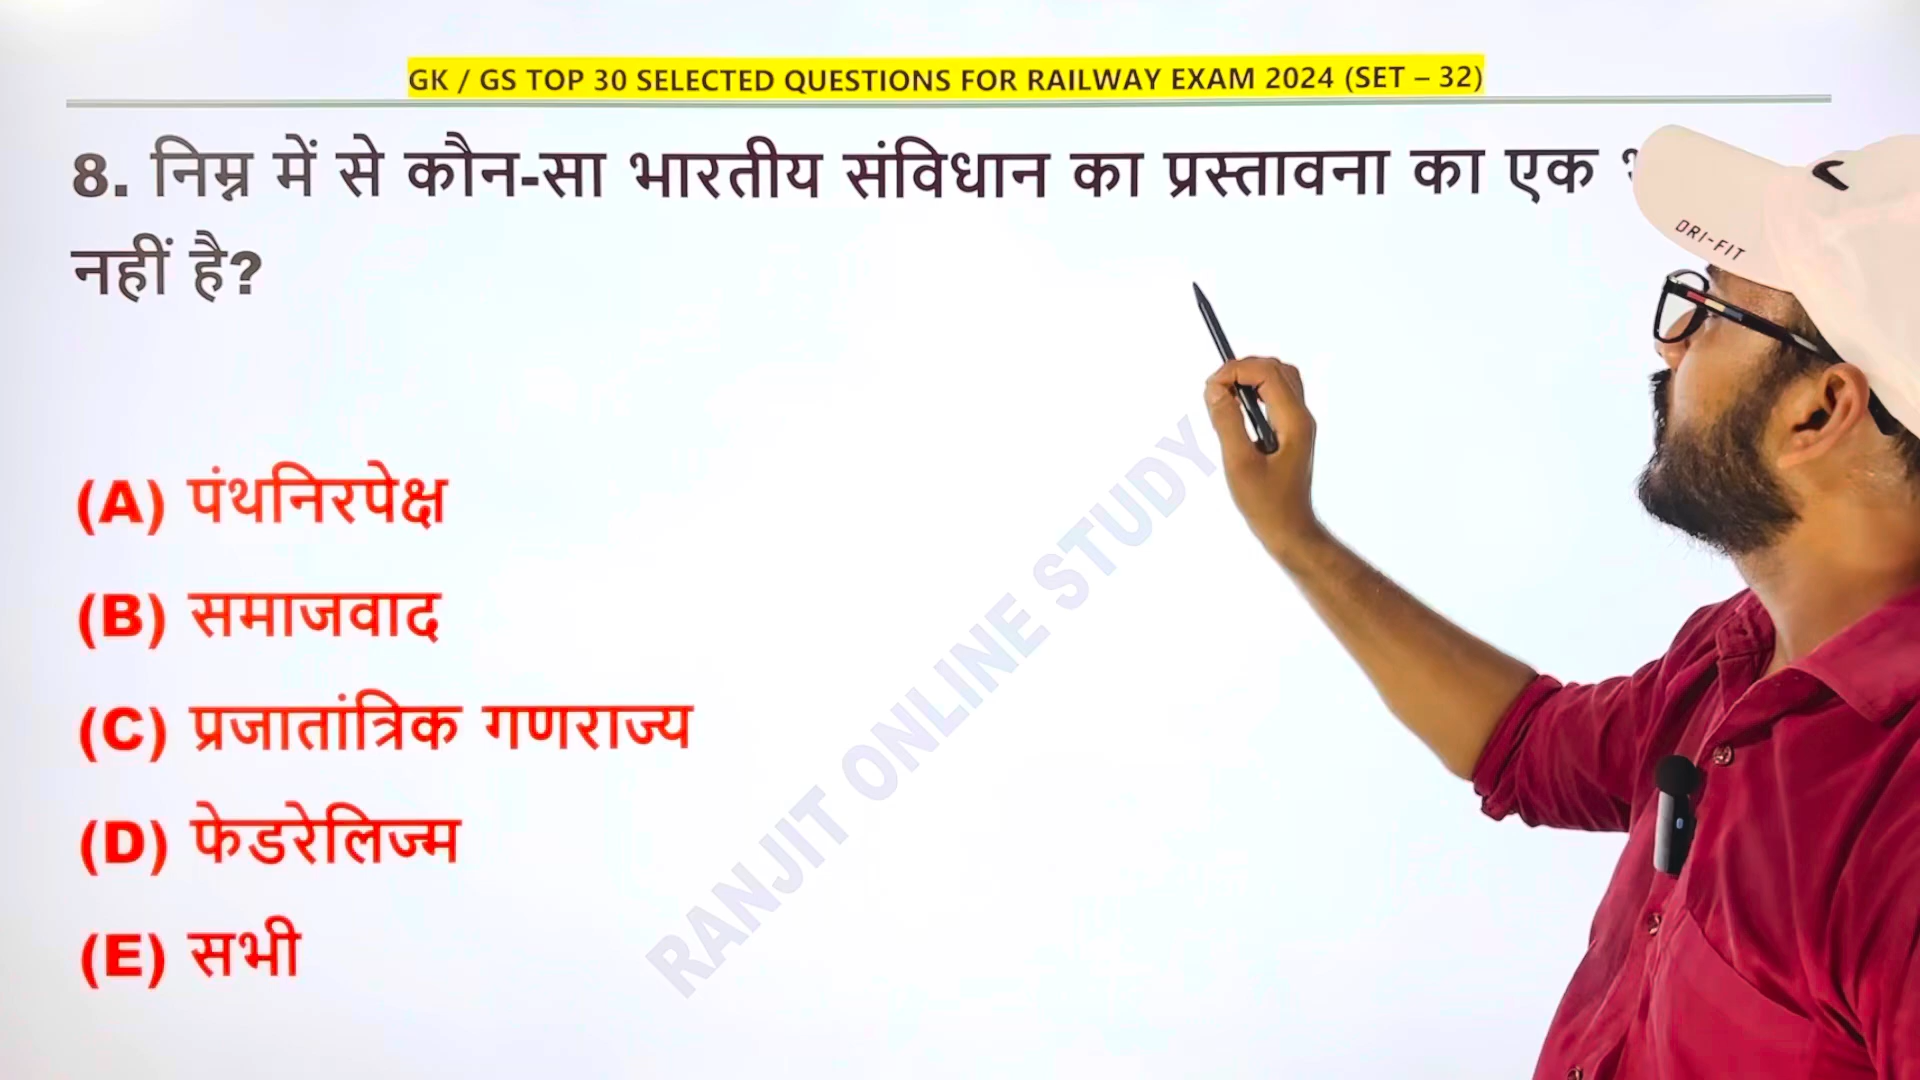 GK / GS TOP 30 SELECTED QUESTIONS FOR RAILWAY EXAM 2024 (SET – 32)
8. निम्न में से कौन-सा भारतीय संविधान का प्रस्तावना का एक
नहीं है?
(A) पंथनिरपेक्ष
(B) समाजवाद
(C) प्रजातांत्रिक गणराज्य
(D) फेडरेलिज्म
(E) सभी
RANJIT ONLINE STUDY
DRI-FIT